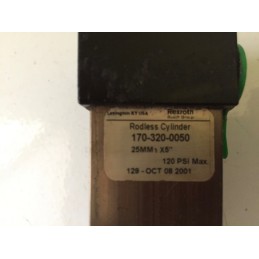 Lexington KY USA Rexroth
Bosch Group
Rodless Cylinder
170-320-0050
25MM x X5"
120 PSI Max.
129 - OCT 08 2001